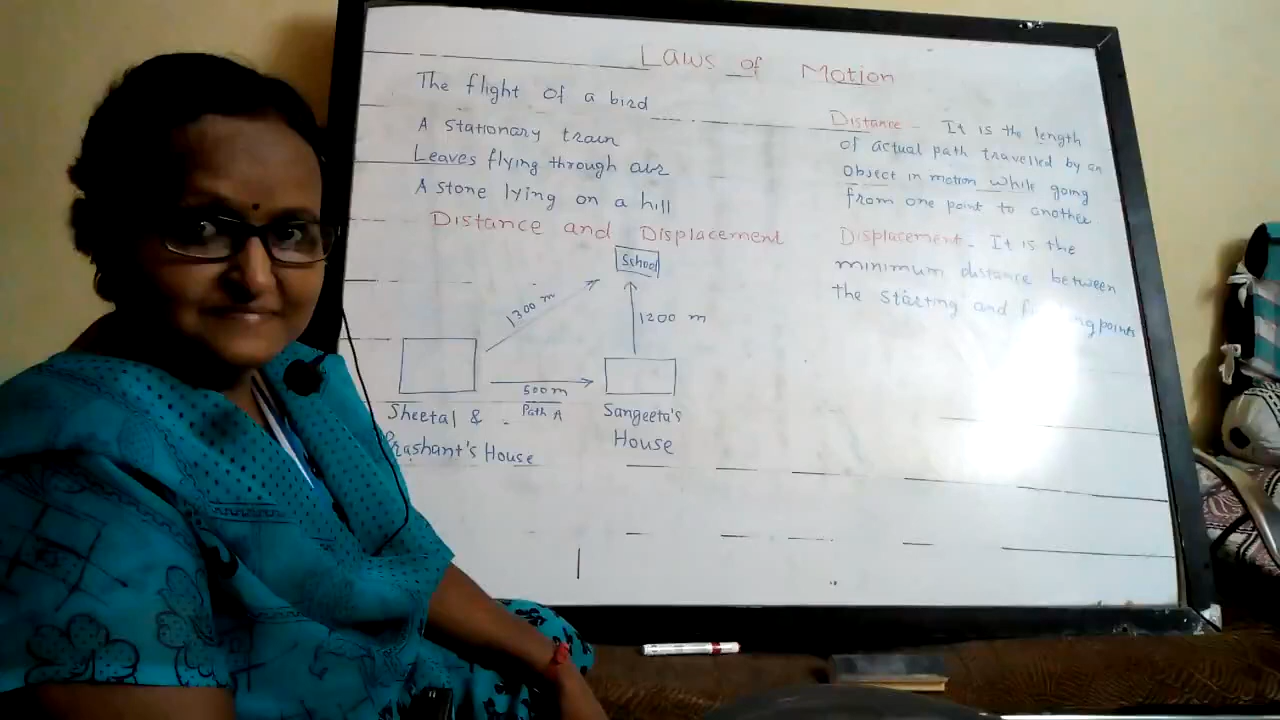 Laws of Motion
The flight of a bird
A stationary train
Leaves flying through air
A stone lying on a hill
Distance and Displacement
School
1300 m
1200 m
500m
Path A
Sheetal &
Prashant's House
Sangeeta's
House
Distance - It is the length
of actual path travelled by an
object in motion while going
from one point to another
Displacement - It is the
minimum distance between
the starting and points